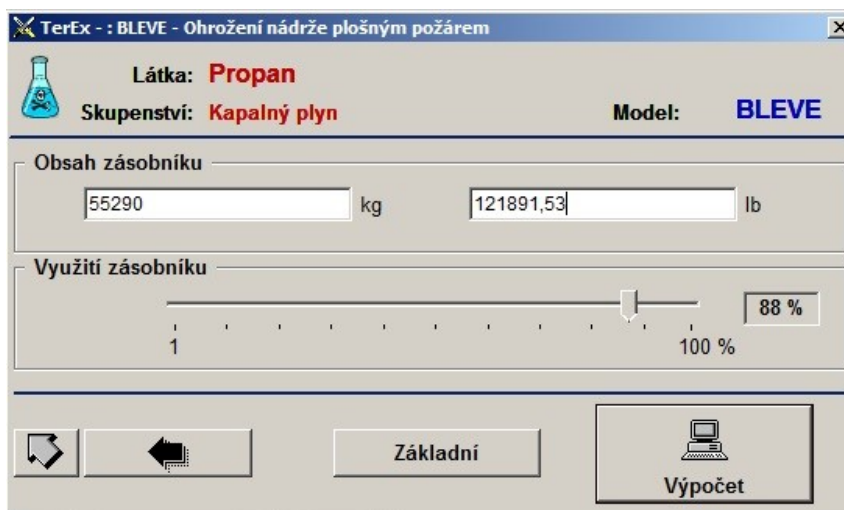 TerEx - : BLEVE - Ohrožení nádrže plošným požárem
Látka: Propan
Skupenství: Kapalný plyn Model: BLEVE
Obsah zásobníku
55290 kg 121891,53 lb
Využití zásobníku
88 %
1 100 %
Základní
Výpočet